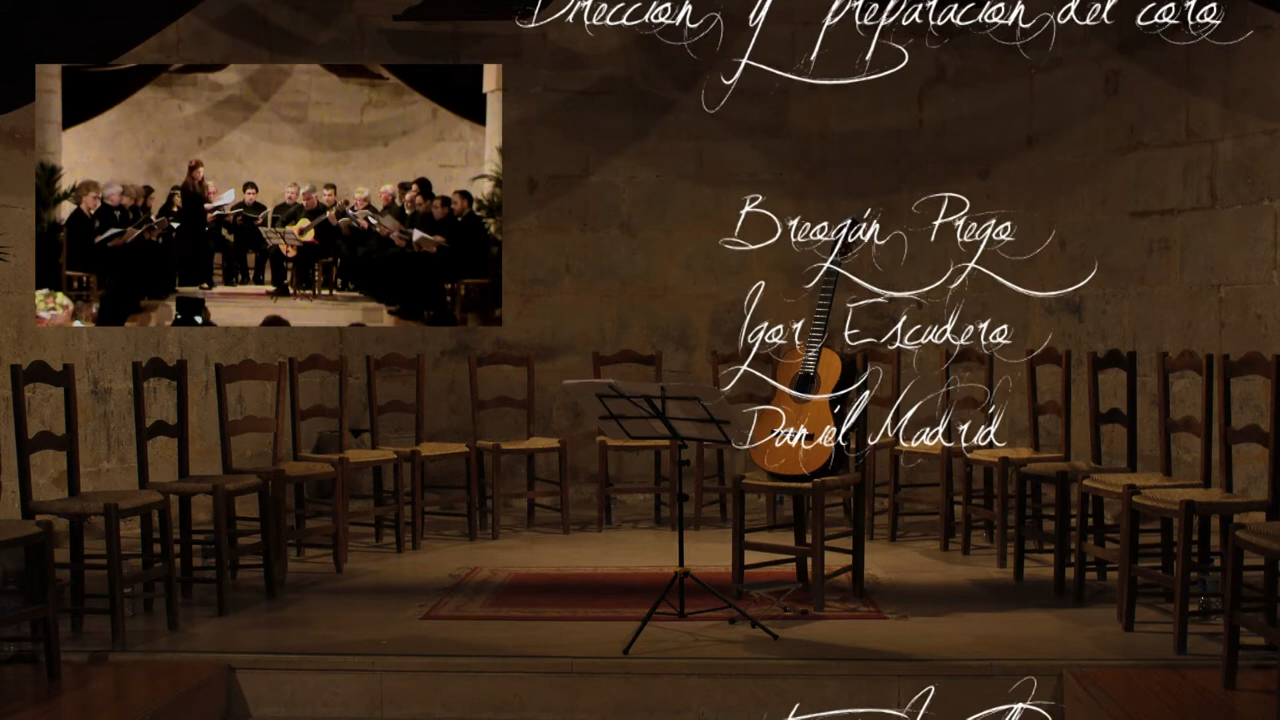 Dirección y preparación del coro
Breogán Prego
Igor Escudero
Daniel Madrid